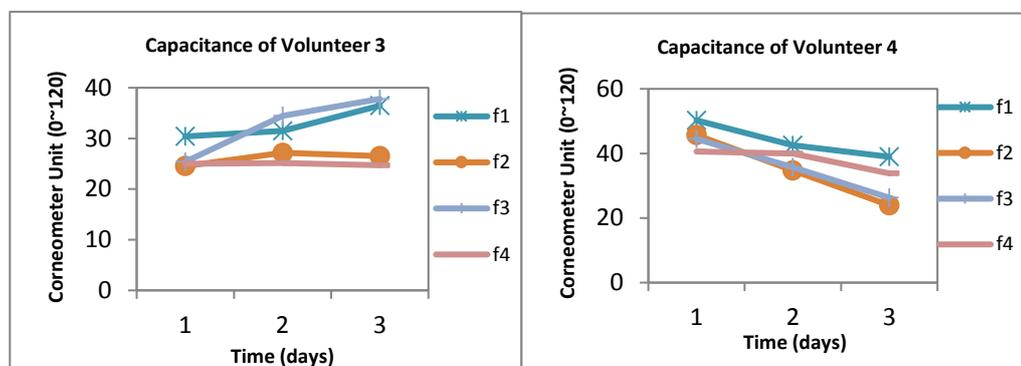 Capacitance of Volunteer 3
Corneometer Unit (0~120)
40
30
20
10
0
1 2 3
Time (days)
f1
f2
f3
f4
Capacitance of Volunteer 4
Corneometer Unit (0~120)
60
40
20
0
1 2 3
Time (days)
f1
f2
f3
f4